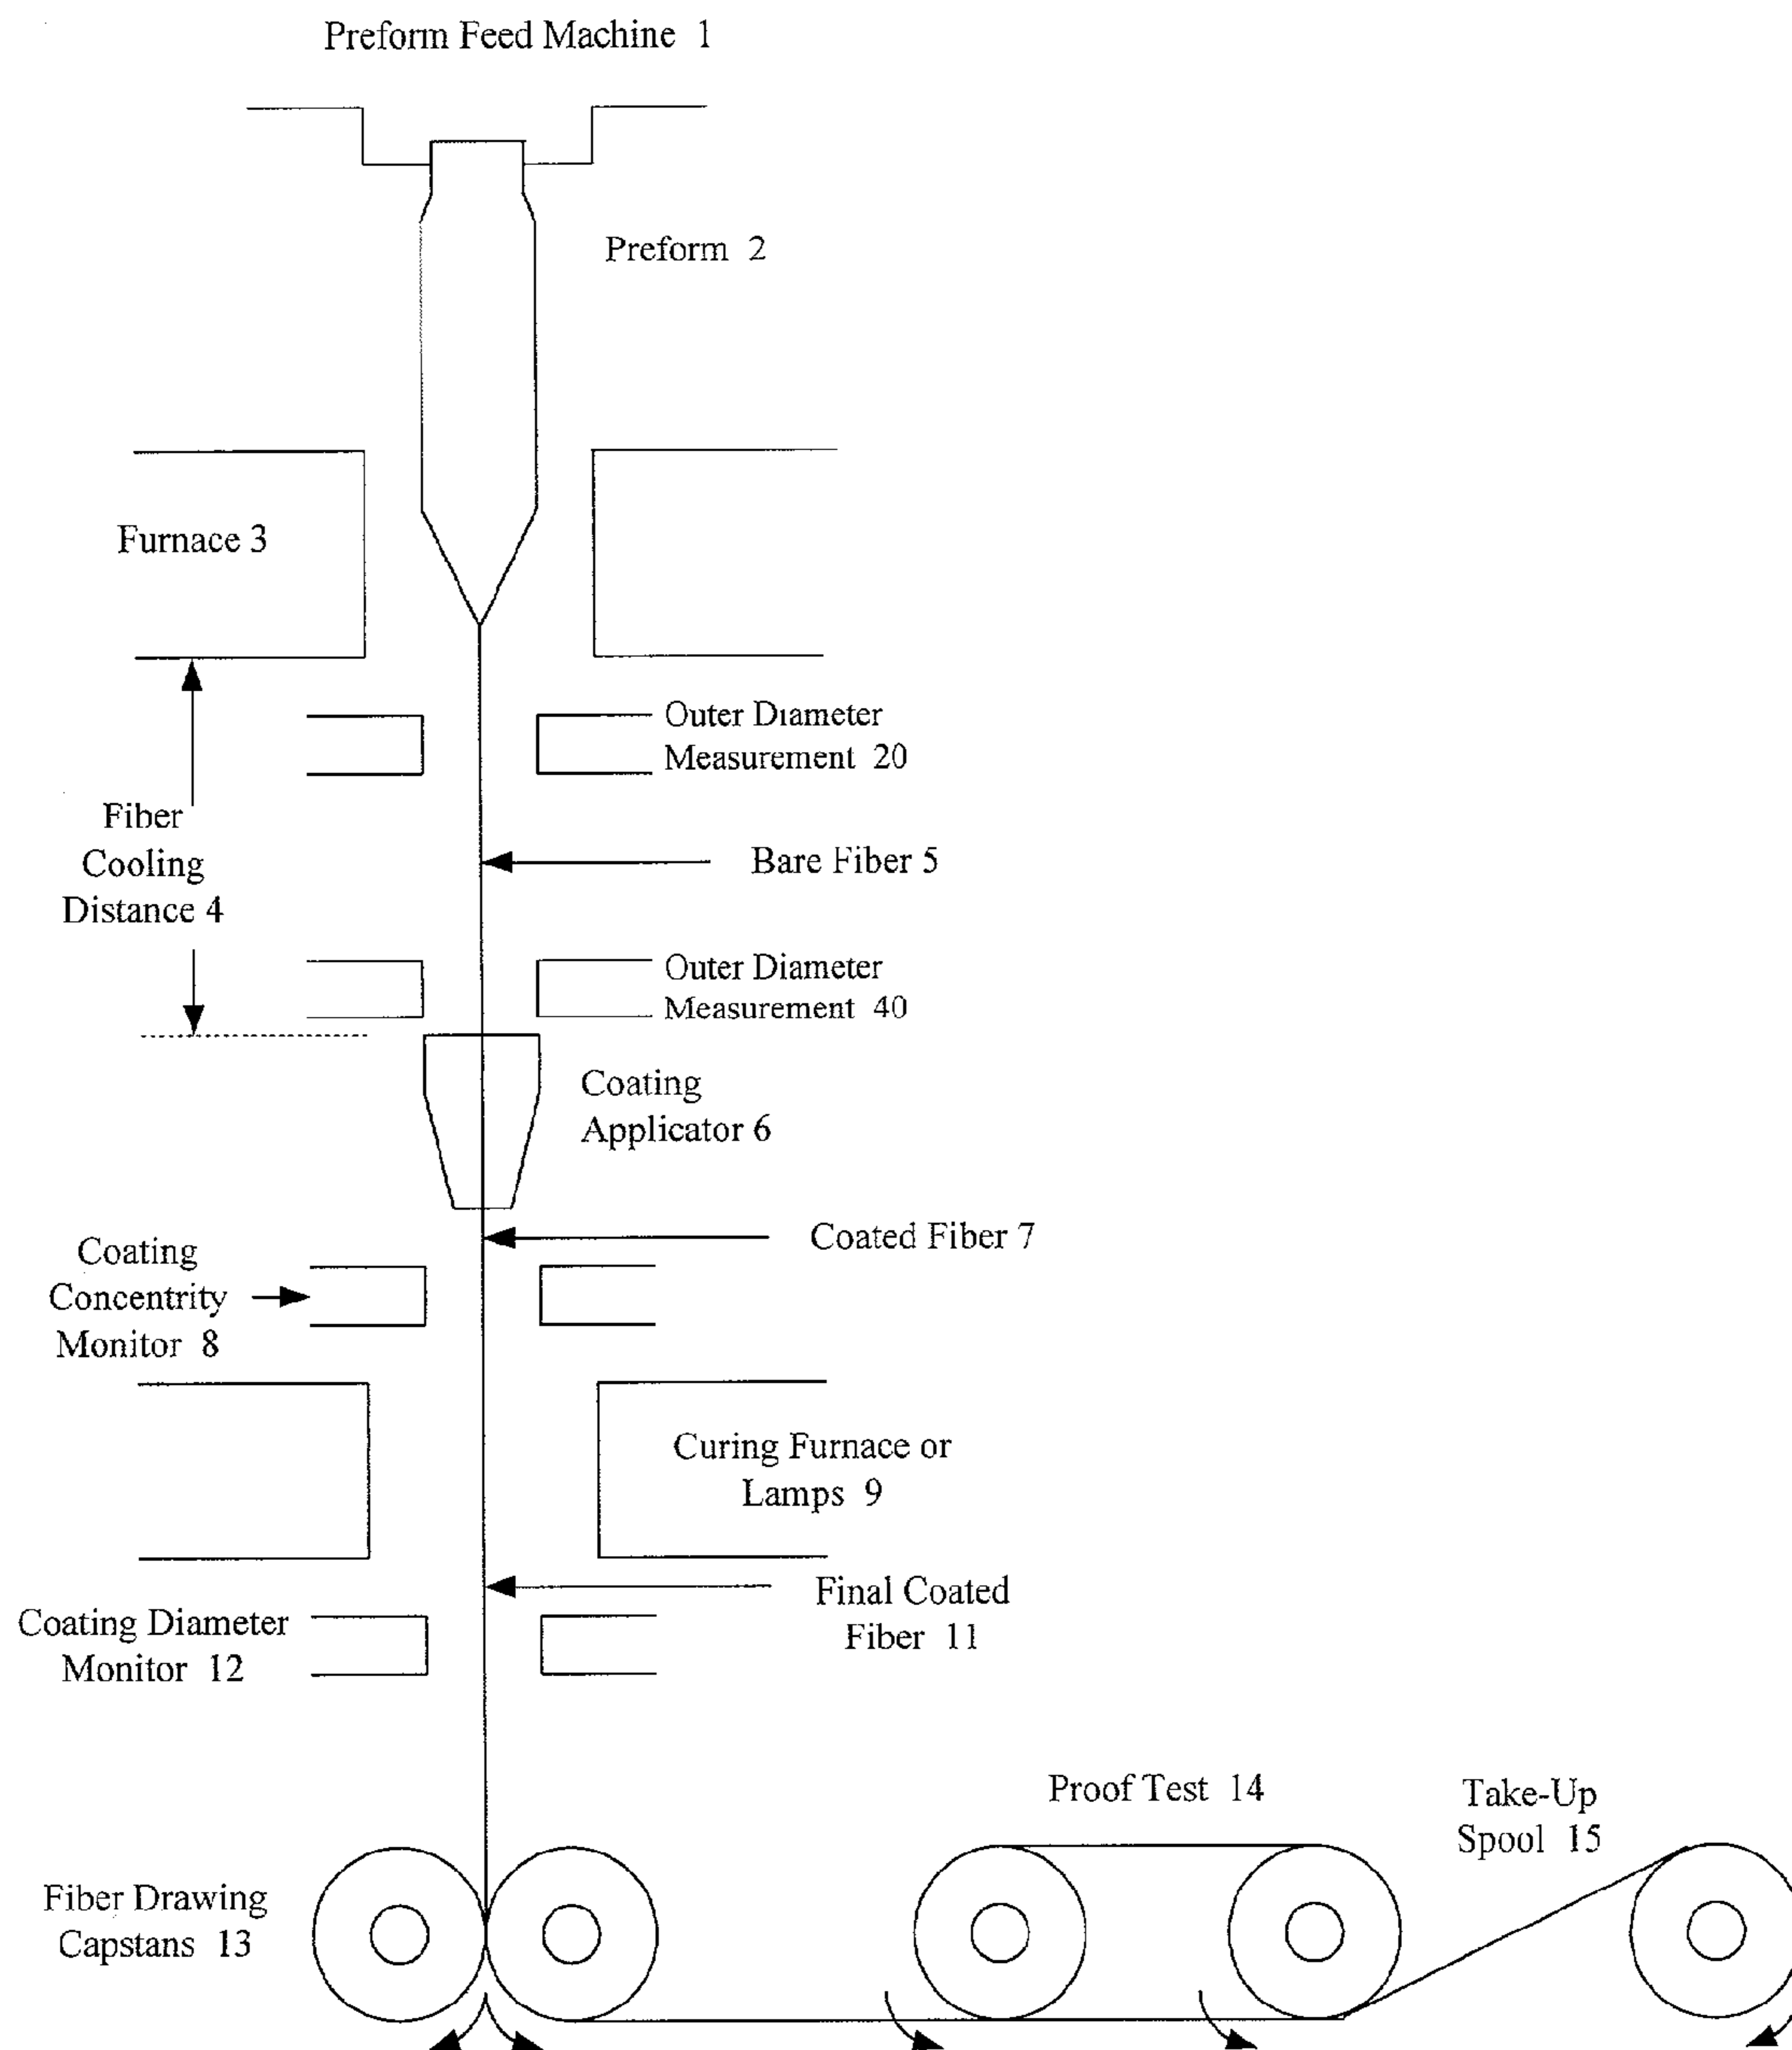 Preform Feed Machine 1
Preform 2
Furnace 3
Outer Diameter
Measurement 20
Fiber
Cooling
Distance 4
Bare Fiber 5
Outer Diameter
Measurement 40
Coating
Applicator 6
Coated Fiber 7
Coating
Concentrity
Monitor 8
Curing Furnace or
Lamps 9
Final Coated
Fiber 11
Coating Diameter
Monitor 12
Proof Test 14
Take-Up
Spool 15
Fiber Drawing
Capstans 13